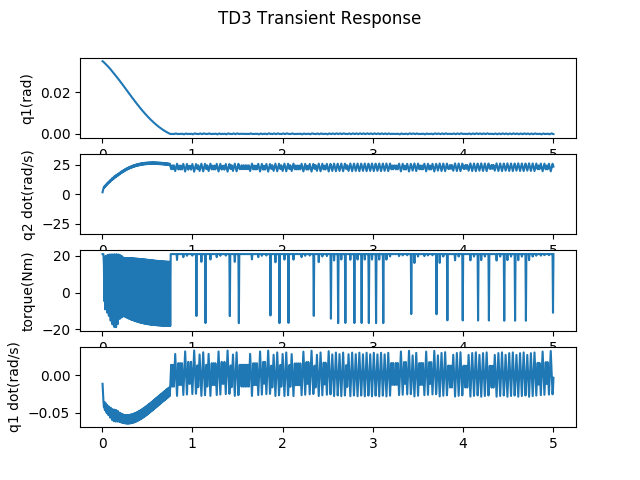 TD3 Transient Response
q1(rad)
0.02
0.00
0 1 2 3 4 5
q2 dot(rad/s)
25
0
−25
0 1 2 3 4 5
torque(Nm)
20
0
−20
0 1 2 3 4 5
q1 dot(rad/s)
0.00
−0.05
0 1 2 3 4 5